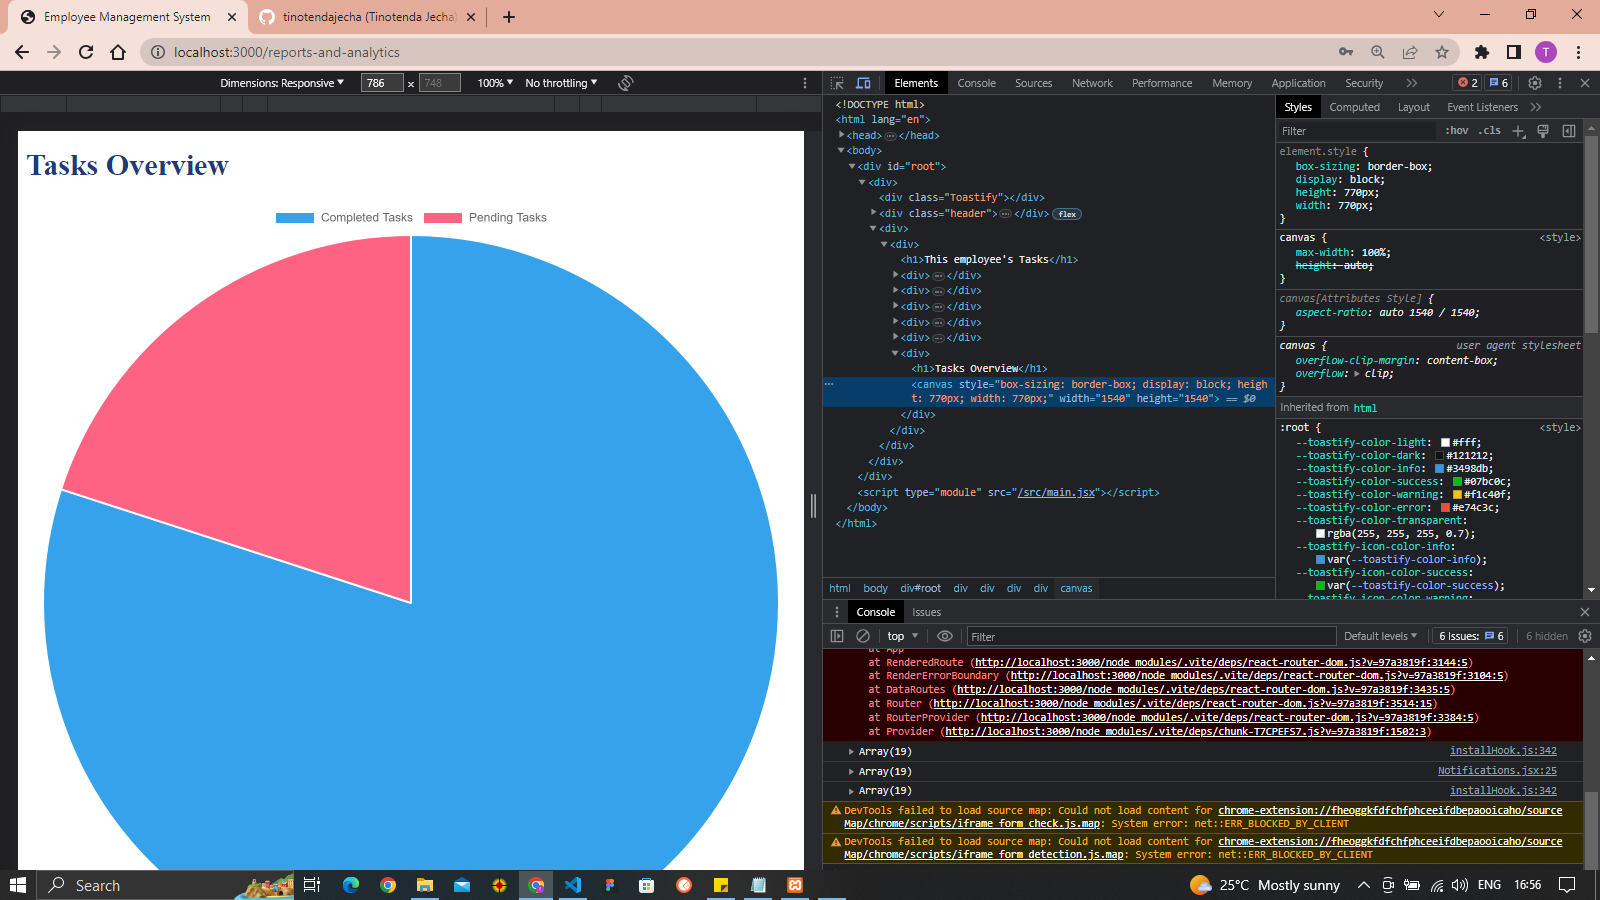 Employee Management System
tinotendajecha (Tinotenda Jecha)
localhost:3000/reports-and-analytics
T
Dimensions: Responsive
786 × 748
100%
No throttling
Elements
Console
Sources
Network
Performance
Memory
Application
Security
2
6
Tasks Overview
Completed Tasks
Pending Tasks
<!DOCTYPE html>
<html lang="en">
<head> ··· </head>
<body>
<div id="root">
<div>
<div class="Toastify"></div>
<div class="header"> ··· </div> flex
<div>
<div>
<h1>This employee's Tasks</h1>
<div> ··· </div>
<div> ··· </div>
<div> ··· </div>
<div> ··· </div>
<div> ··· </div>
<div>
<h1>Tasks Overview</h1>
<canvas style="box-sizing: border-box; display: block; heigh
t: 770px; width: 770px;" width="1540" height="1540"> == $0
</div>
</div>
</div>
</div>
</div>
<script type="module" src="/src/main.jsx"></script>
</body>
</html>
html body div#root div div div div canvas
Styles
Computed
Layout
Event Listeners
Filter
:hov .cls
element.style {
box-sizing: border-box;
display: block;
height: 770px;
width: 770px;
}
canvas { <style>
max-width: 100%;
height: auto;
}
canvas[Attributes Style] {
aspect-ratio: auto 1540 / 1540;
}
canvas { user agent stylesheet
overflow-clip-margin: content-box;
overflow: clip;
}
Inherited from html
:root { <style>
--toastify-color-light: #fff;
--toastify-color-dark: #121212;
--toastify-color-info: #3498db;
--toastify-color-success: #07bc0c;
--toastify-color-warning: #f1c40f;
--toastify-color-error: #e74c3c;
--toastify-color-transparent:
rgba(255, 255, 255, 0.7);
--toastify-icon-color-info:
var(--toastify-color-info);
--toastify-icon-color-success:
var(--toastify-color-success);
--toastify-icon-color-warning:
Console
Issues
top
Filter
Default levels
6 Issues: 6
6 hidden
at App
at RenderedRoute (http://localhost:3000/node_modules/.vite/deps/react-router-dom.js?v=97a3819f:3144:5)
at RenderErrorBoundary (http://localhost:3000/node_modules/.vite/deps/react-router-dom.js?v=97a3819f:3104:5)
at DataRoutes (http://localhost:3000/node_modules/.vite/deps/react-router-dom.js?v=97a3819f:3435:5)
at Router (http://localhost:3000/node_modules/.vite/deps/react-router-dom.js?v=97a3819f:3514:15)
at RouterProvider (http://localhost:3000/node_modules/.vite/deps/react-router-dom.js?v=97a3819f:3384:5)
at Provider (http://localhost:3000/node_modules/.vite/deps/chunk-T7CPEFS7.js?v=97a3819f:1502:3)
Array(19) installHook.js:342
Array(19) Notifications.jsx:25
Array(19) installHook.js:342
DevTools failed to load source map: Could not load content for chrome-extension://fheoggkfdfchfphceeifdbepaooicaho/source
Map/chrome/scripts/iframe_form_check.js.map: System error: net::ERR_BLOCKED_BY_CLIENT
DevTools failed to load source map: Could not load content for chrome-extension://fheoggkfdfchfphceeifdbepaooicaho/source
Map/chrome/scripts/iframe_form_detection.js.map: System error: net::ERR_BLOCKED_BY_CLIENT
Search
25°C Mostly sunny
ENG
16:56